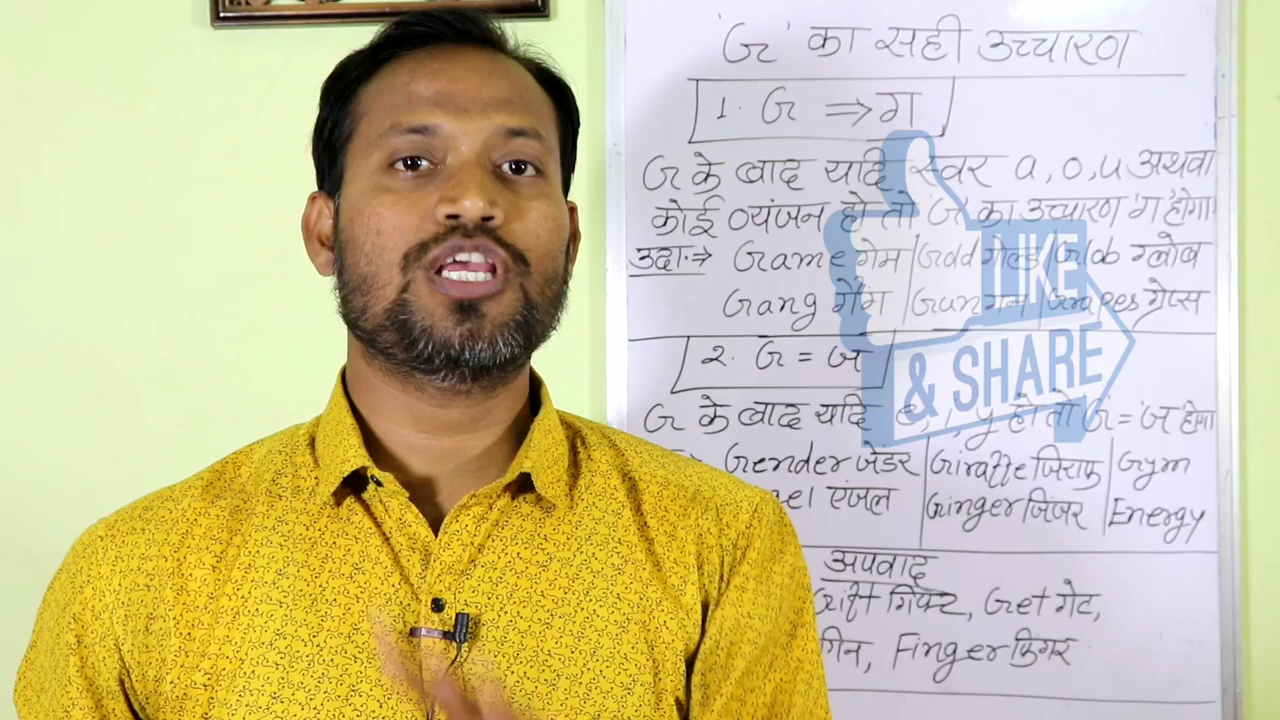 'G' का सही उच्चारण
1. G ⇒ ग
G के बाद यदि स्वर a, o, u अथवा
कोई व्यंजन हो तो 'G' का उच्चारण 'ग' होगा
उदा.→ Game गेम | Gold गोल्ड | Glob ग्लोब
Gang गैंग | Gun गन | Grapes ग्रेप्स
2. G = ज
G के बाद यदि e, i, y हो तो G = 'ज' होगा
Gender जेंडर | Giraffe जिराफ | Gym
एंजल | Ginger जिंजर | Energy
अपवाद
Gift गिफ्ट, Get गेट,
गिन, Finger फिंगर
LIKE
& SHARE